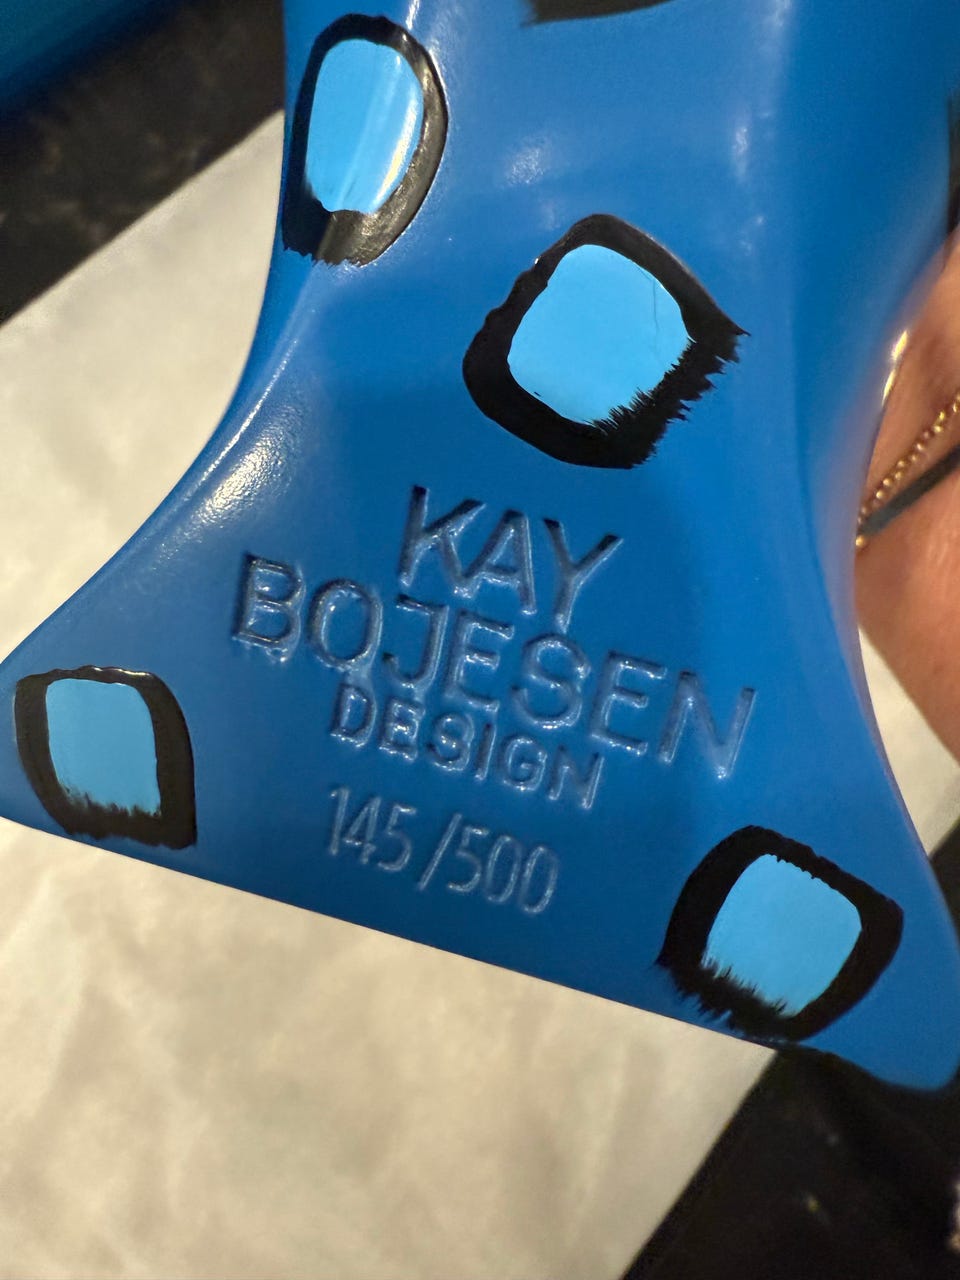 KAY
BOJESEN
DESIGN
145/500